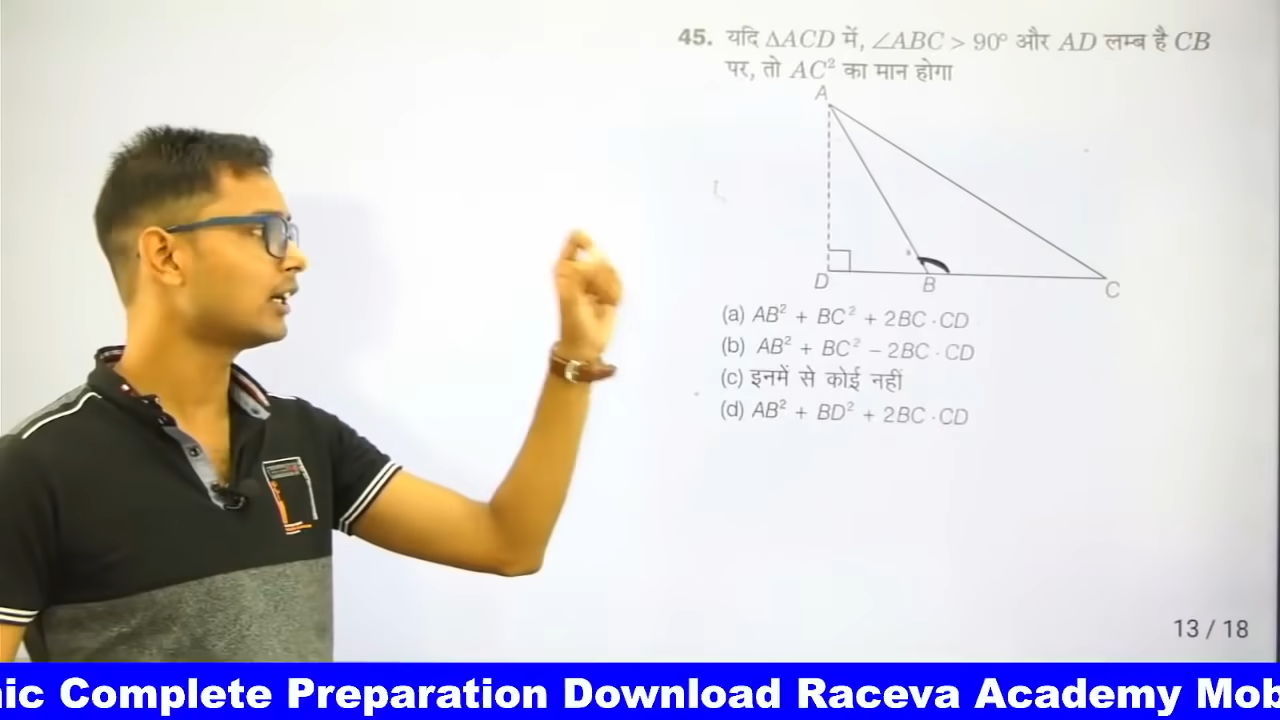 45. यदि ΔACD में, ∠ABC > 90° और AD लम्ब है CB
पर, तो AC² का मान होगा
A
D
B
C
(a) AB² + BC² + 2BC·CD
(b) AB² + BC² – 2BC·CD
(c) इनमें से कोई नहीं
(d) AB² + BD² + 2BC·CD
13 / 18
nic Complete Preparation Download Raceva Academy Mob